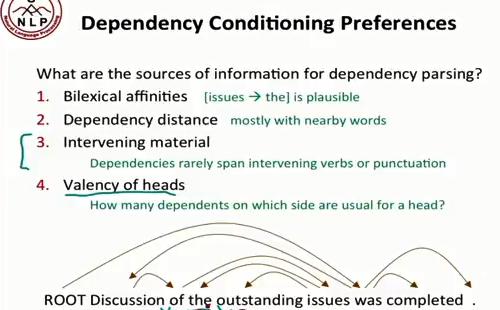 NLP
Natural Language Processing
Dependency Conditioning Preferences
What are the sources of information for dependency parsing?
1. Bilexical affinities [issues → the] is plausible
2. Dependency distance mostly with nearby words
3. Intervening material
Dependencies rarely span intervening verbs or punctuation
4. Valency of heads
How many dependents on which side are usual for a head?
ROOT Discussion of the outstanding issues was completed .